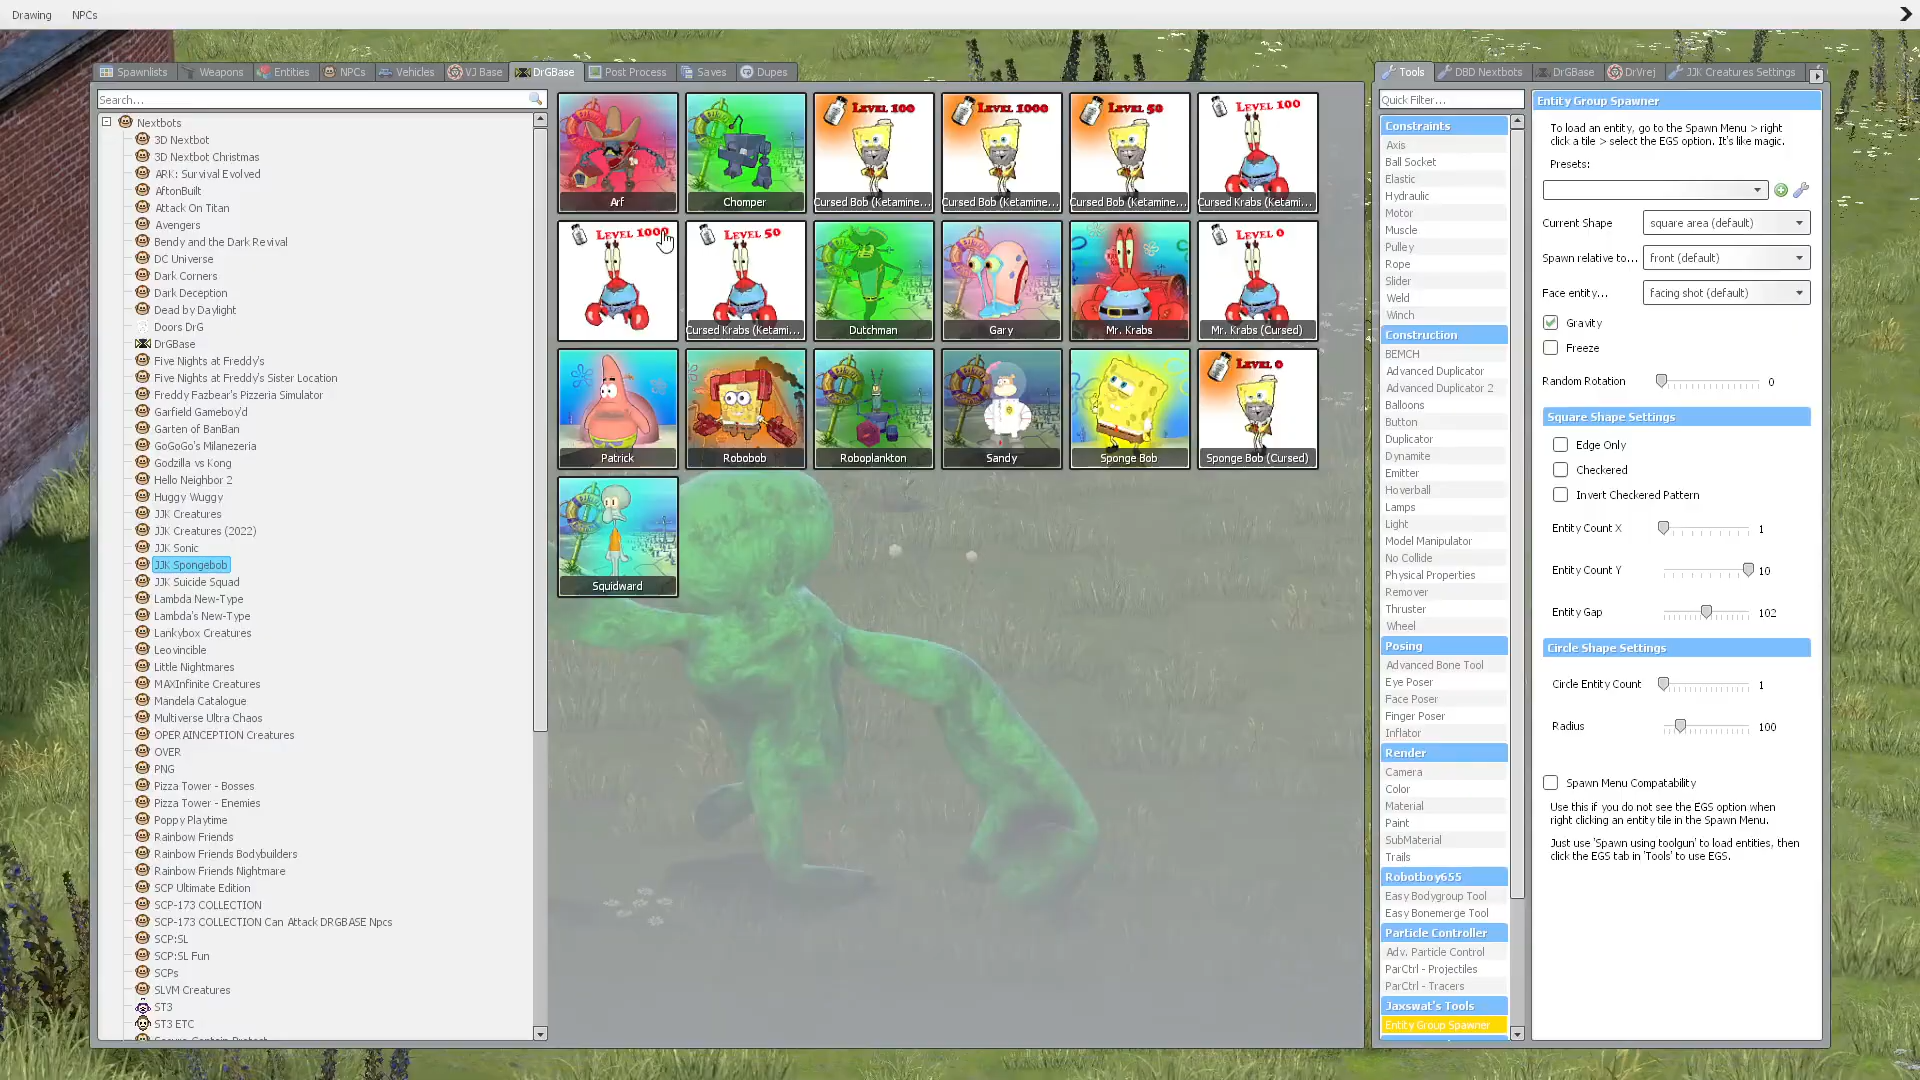 Drawing NPCs
Spawnlists Weapons Entities NPCs Vehicles VJ Base DrGBase Post Process Saves Dupes
Search...
Nextbots
3D Nextbot
3D Nextbot Christmas
ARK: Survival Evolved
AftonBuilt
Attack On Titan
Avengers
Bendy and the Dark Revival
DC Universe
Dark Corners
Dark Deception
Dead by Daylight
Doors DrG
DrGBase
Five Nights at Freddy's
Five Nights at Freddy's Sister Location
Freddy Fazbear's Pizzeria Simulator
Garfield Gameboy'd
Garten of BanBan
GoGoGo's Milanezeria
Godzilla vs Kong
Hello Neighbor 2
Huggy Wuggy
JJK Creatures
JJK Creatures (2022)
JJK Sonic
JJK Spongebob
JJK Suicide Squad
Lambda New-Type
Lambda's New-Type
Lankybox Creatures
Leovincible
Little Nightmares
MAXInfinite Creatures
Mandela Catalogue
Multiverse Ultra Chaos
OPERAINCEPTION Creatures
OVER
PNG
Pizza Tower - Bosses
Pizza Tower - Enemies
Poppy Playtime
Rainbow Friends
Rainbow Friends Bodybuilders
Rainbow Friends Nightmare
SCP Ultimate Edition
SCP-173 COLLECTION
SCP-173 COLLECTION Can Attack DRGBASE Npcs
SCP:SL
SCP:SL Fun
SCPs
SLVM Creatures
ST3
ST3 ETC
LEVEL 100 LEVEL 1000 LEVEL 50 LEVEL 100
Arf Chomper Cursed Bob (Ketamine... Cursed Bob (Ketamine... Cursed Bob (Ketamine... Cursed Krabs (Ketami...
LEVEL 1000 LEVEL 50 LEVEL 0
Cursed Krabs (Ketami... Dutchman Gary Mr. Krabs Mr. Krabs (Cursed)
LEVEL 0
Patrick Robobob Roboplankton Sandy Sponge Bob Sponge Bob (Cursed)
Squidward
Tools DBD Nextbots DrGBase DrVrej JJK Creatures Settings
Quick Filter...
Constraints
Axis
Ball Socket
Elastic
Hydraulic
Motor
Muscle
Pulley
Rope
Slider
Weld
Winch
Construction
BEMCH
Advanced Duplicator
Advanced Duplicator 2
Balloons
Button
Duplicator
Dynamite
Emitter
Hoverball
Lamps
Light
Model Manipulator
No Collide
Physical Properties
Remover
Thruster
Wheel
Posing
Advanced Bone Tool
Eye Poser
Face Poser
Finger Poser
Inflator
Render
Camera
Color
Material
Paint
SubMaterial
Trails
Robotboy655
Easy Bodygroup Tool
Easy Bonemerge Tool
Particle Controller
Adv. Particle Control
ParCtrl - Projectiles
ParCtrl - Tracers
Jaxswat's Tools
Entity Group Spawner
Entity Group Spawner
To load an entity, go to the Spawn Menu > right
click a tile > select the EGS option. It's like magic.
Presets:
Current Shape square area (default)
Spawn relative to... front (default)
Face entity... facing shot (default)
Gravity
Freeze
Random Rotation 0
Square Shape Settings
Edge Only
Checkered
Invert Checkered Pattern
Entity Count X 1
Entity Count Y 10
Entity Gap 102
Circle Shape Settings
Circle Entity Count 1
Radius 100
Spawn Menu Compatability
Use this if you do not see the EGS option when
right clicking an entity tile in the Spawn Menu.
Just use 'Spawn using toolgun' to load entities, then
click the EGS tab in 'Tools' to use EGS.